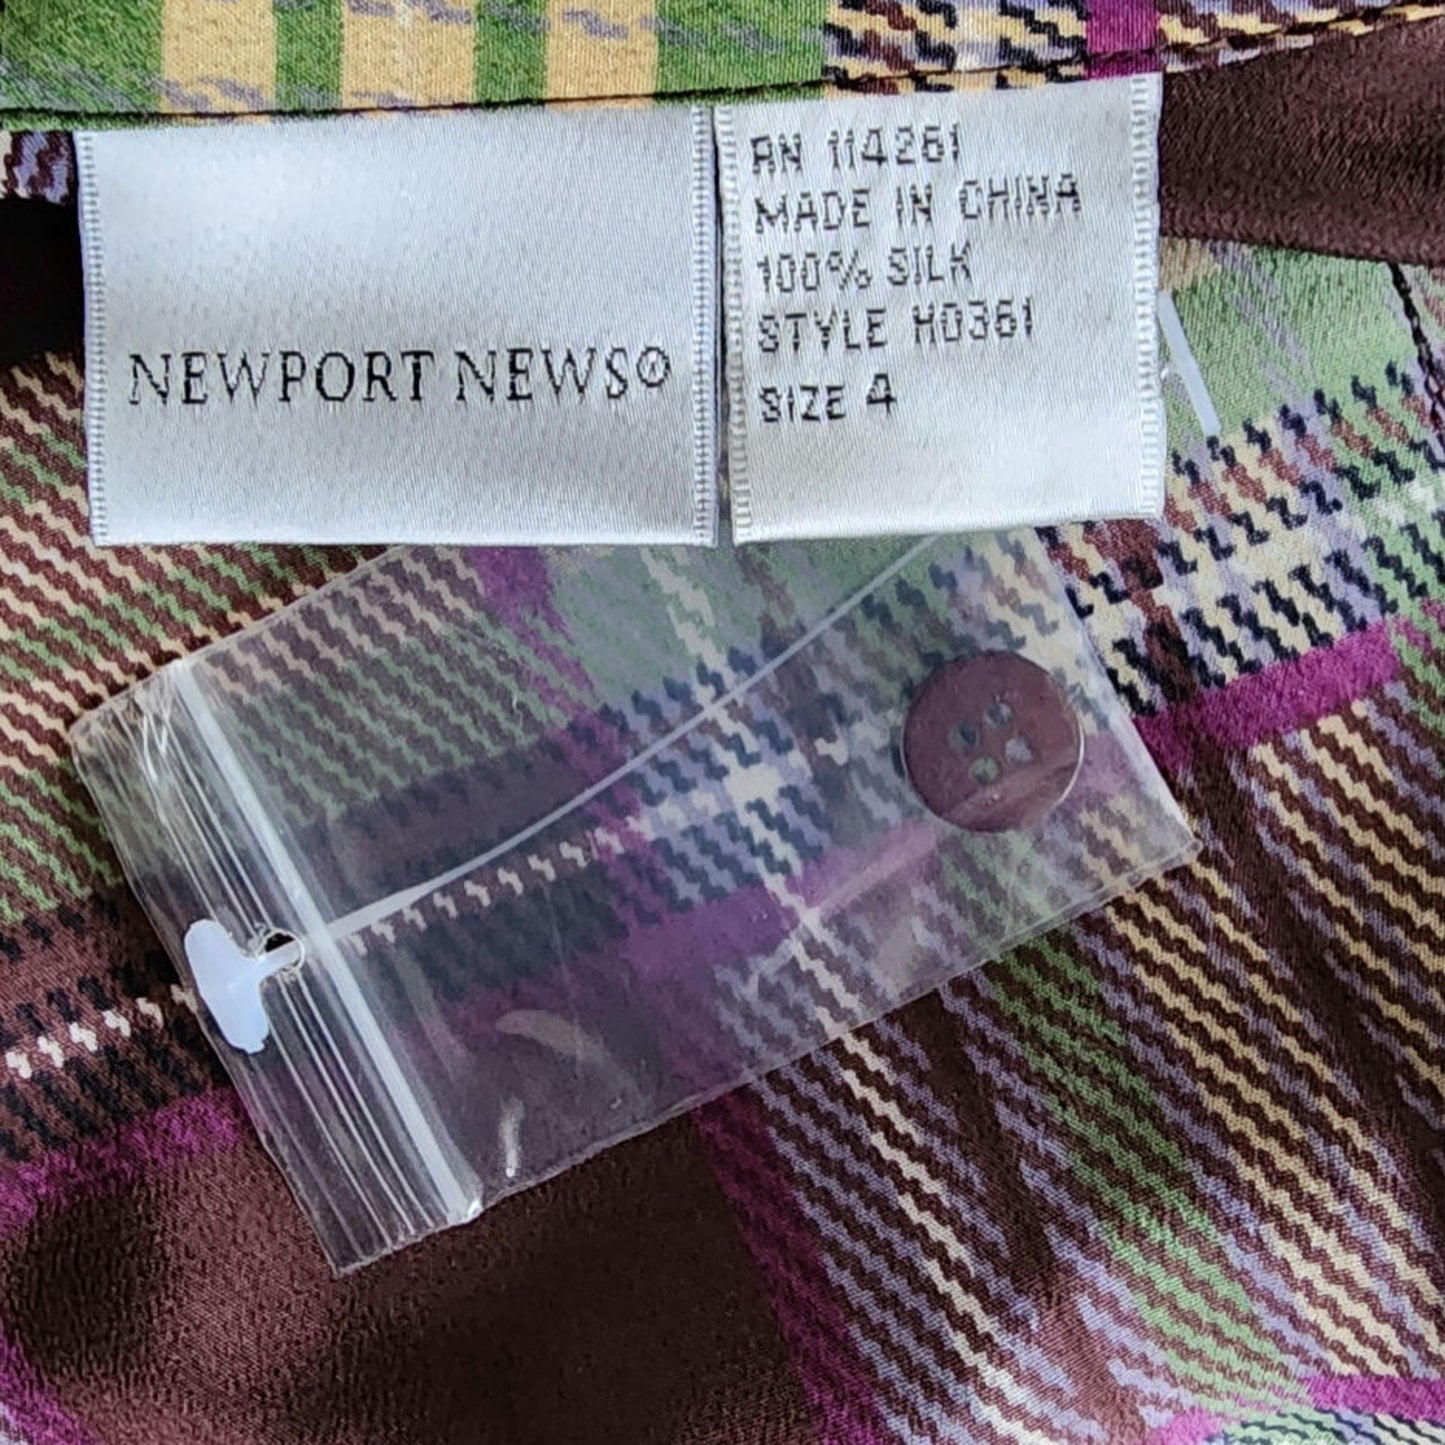 NEWPORT NEWS®
RN 114261
MADE IN CHINA
100% SILK
STYLE H0361
SIZE 4